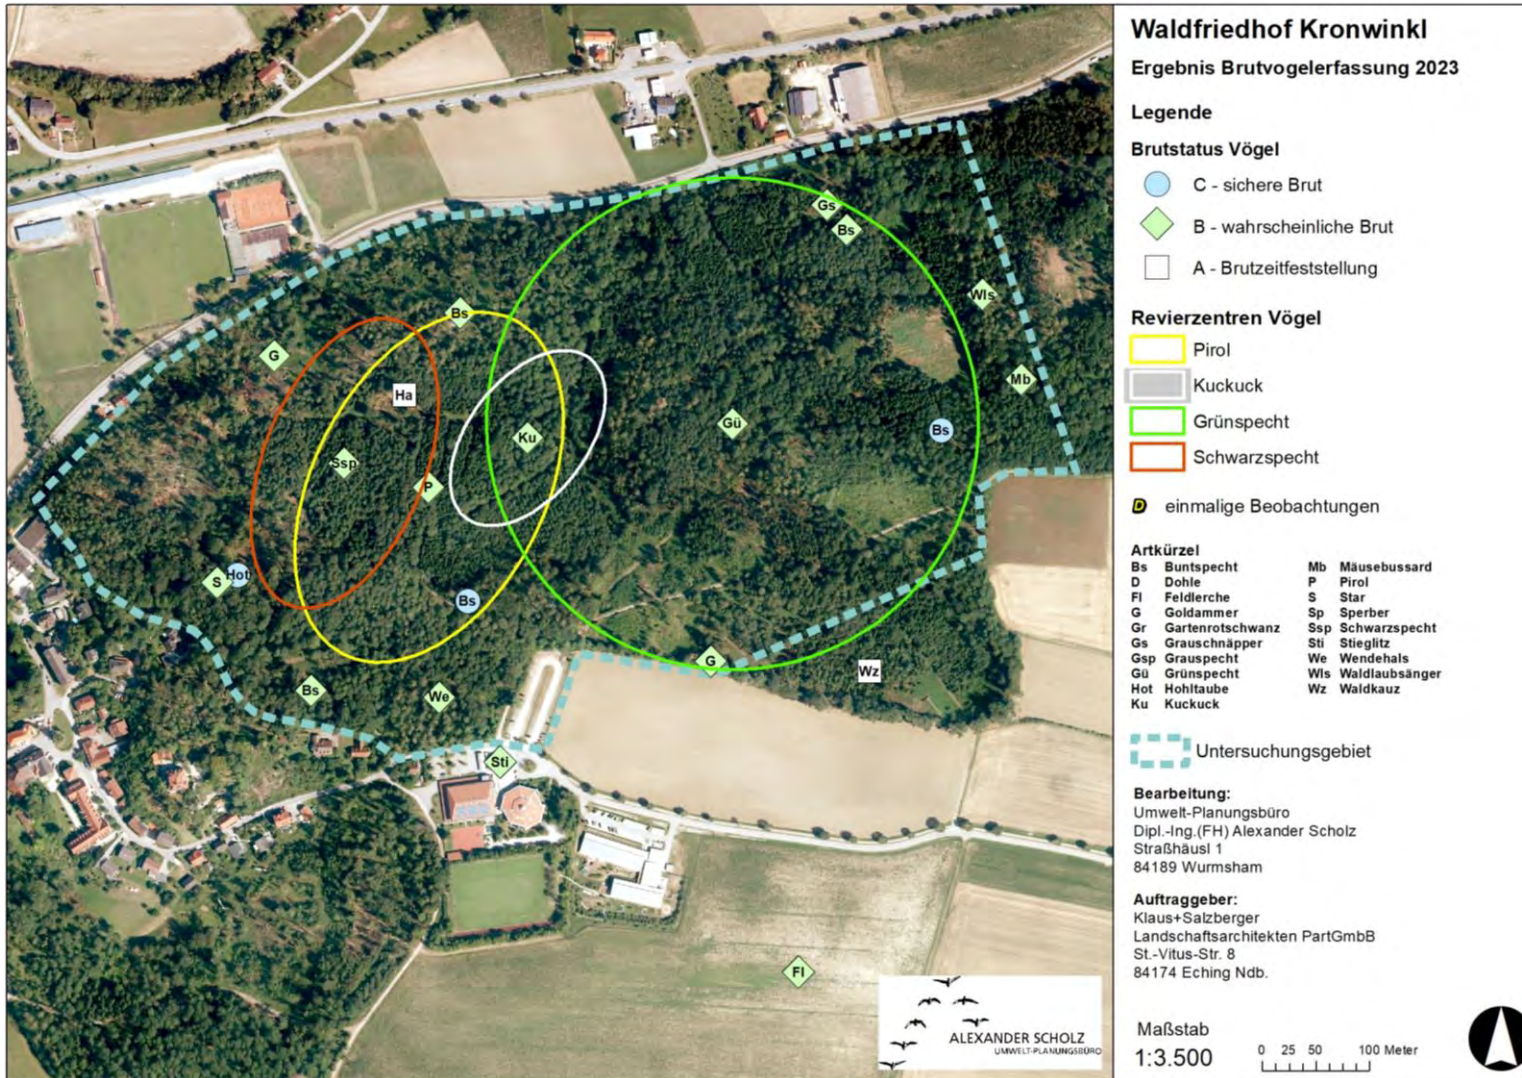 Waldfriedhof Kronwinkl
Ergebnis Brutvogelerfassung 2023
Legende
Brutstatus Vögel
C - sichere Brut
B - wahrscheinliche Brut
A - Brutzeitfeststellung
Revierzentren Vögel
Pirol
Kuckuck
Grünspecht
Schwarzspecht
D einmalige Beobachtungen
Artkürzel
Bs Buntspecht
D Dohle
Fl Feldlerche
G Goldammer
Gr Gartenrotschwanz
Gs Grauschnäpper
Gsp Grauspecht
Gü Grünspecht
Hot Hohltaube
Ku Kuckuck
Mb Mäusebussard
P Pirol
S Star
Sp Sperber
Ssp Schwarzspecht
Sti Stieglitz
We Wendehals
Wls Waldlaubsänger
Wz Waldkauz
Untersuchungsgebiet
Bearbeitung:
Umwelt-Planungsbüro
Dipl.-Ing.(FH) Alexander Scholz
Straßhäusl 1
84189 Wurmsham
Auftraggeber:
Klaus+Salzberger
Landschaftsarchitekten PartGmbB
St.-Vitus-Str. 8
84174 Eching Ndb.
Maßstab
1:3.500
0 25 50 100 Meter
Gs
Bs
Wls
Bs
G
Mb
Ha
Gü
Bs
Ku
Ssp
P
S
Hot
Bs
G
Wz
Bs
We
Sti
Fl
ALEXANDER SCHOLZ
UMWELT-PLANUNGSBÜRO